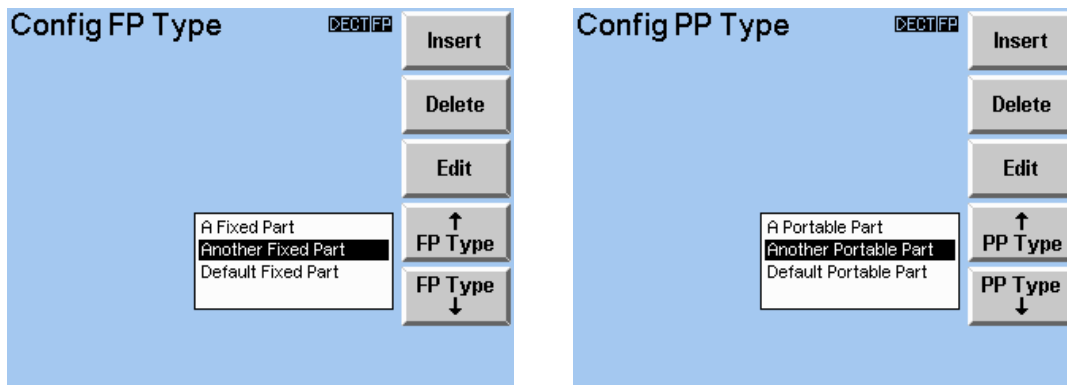 Config FP Type DECT FP
Insert
Delete
Edit
A Fixed Part
Another Fixed Part
Default Fixed Part
↑
FP Type
FP Type
↓
Config PP Type DECT FP
Insert
Delete
Edit
A Portable Part
Another Portable Part
Default Portable Part
↑
PP Type
PP Type
↓